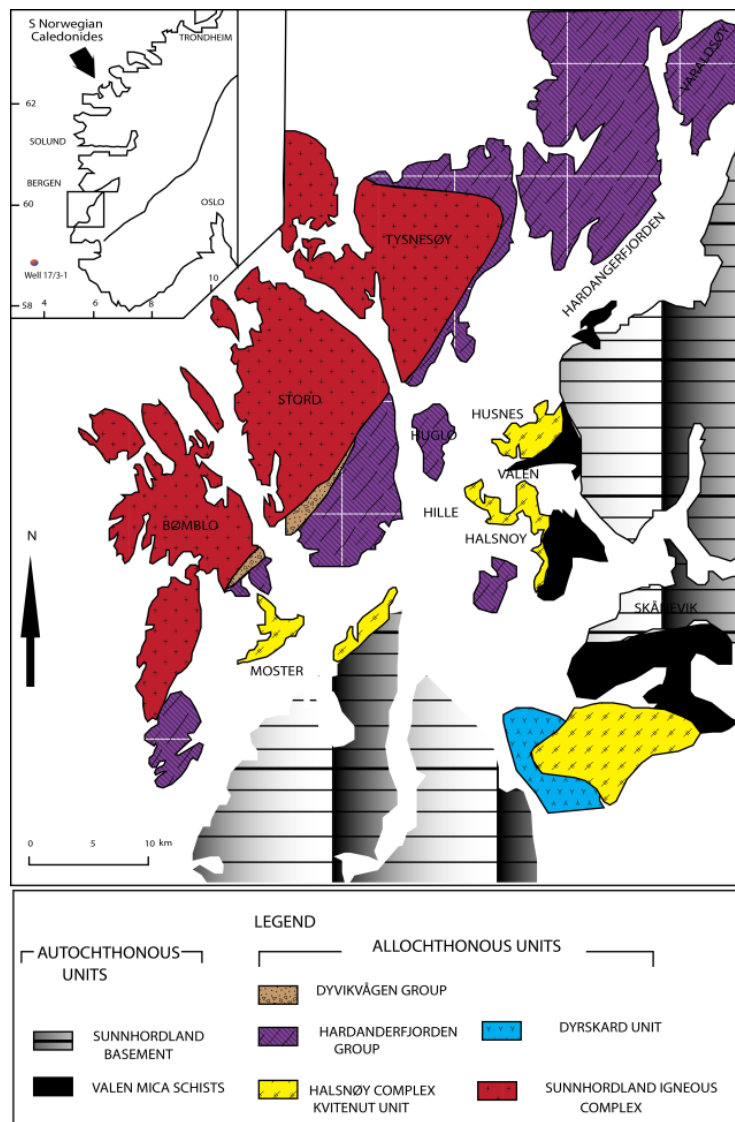 S Norwegian
Caledonides
TRONDHEIM
62
SOLUND
BERGEN
60
OSLO
Well 17/3-1
10
58
4
6
8
VARALDSØY
TYSNESØY
HARDANGERFJORDEN
STORD
HUSNES
HUGLO
VALEN
HILLE
BØMBLO
HALSNOY
N
SKÅNEVIK
MOSTER
0
5
10
km
LEGEND
AUTOCHTHONOUS
UNITS
ALLOCHTHONOUS UNITS
DYVIKVÅGEN GROUP
SUNNHORDLAND
BASEMENT
HARDANDERFJORDEN
GROUP
DYRSKARD UNIT
VALEN MICA SCHISTS
HALSNØY COMPLEX
KVITENUT UNIT
SUNNHORDLAND IGNEOUS
COMPLEX